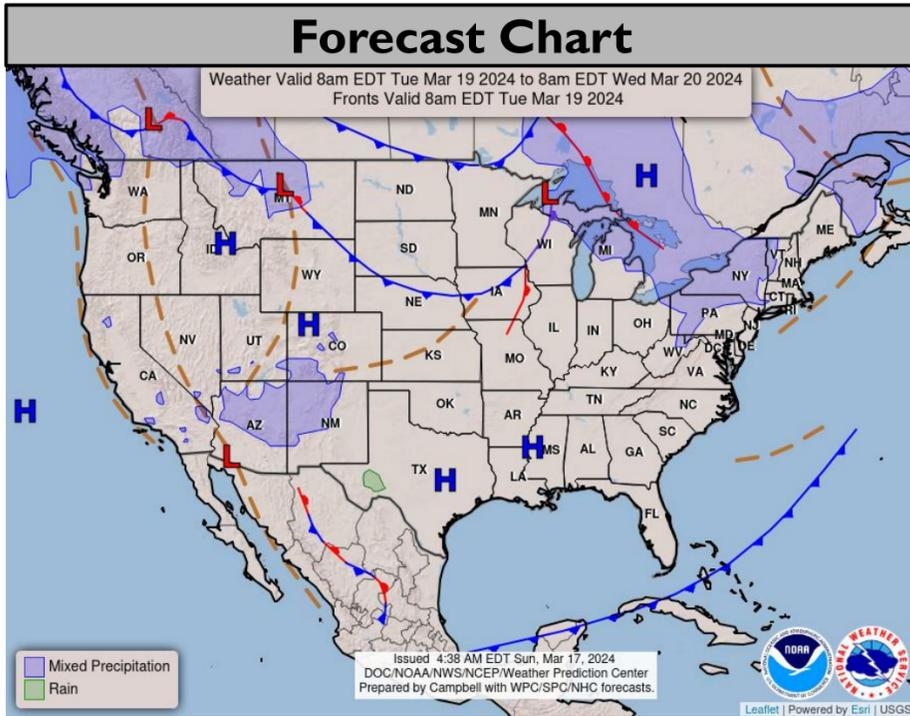 Forecast Chart
Weather Valid 8am EDT Tue Mar 19 2024 to 8am EDT Wed Mar 20 2024
Fronts Valid 8am EDT Tue Mar 19 2024
L
L
L
H
WA
MT
ND
MN
ME
OR
ID
H
SD
WI
MI
VT
NH
NY
MA
WY
IA
CT
RI
NE
PA
NJ
H
NV
UT
CO
IL
IN
OH
MD
DE
DC
WV
CA
KS
MO
KY
VA
H
AZ
NM
OK
TN
NC
AR
SC
L
H
MS
AL
GA
TX
H
LA
FL
Mixed Precipitation
Rain
Issued 4:38 AM EDT Sun, Mar 17, 2024
DOC/NOAA/NWS/NCEP/Weather Prediction Center
Prepared by Campbell with WPC/SPC/NHC forecasts.
NOAA
NATIONAL WEATHER SERVICE
Leaflet | Powered by Esri | USGS